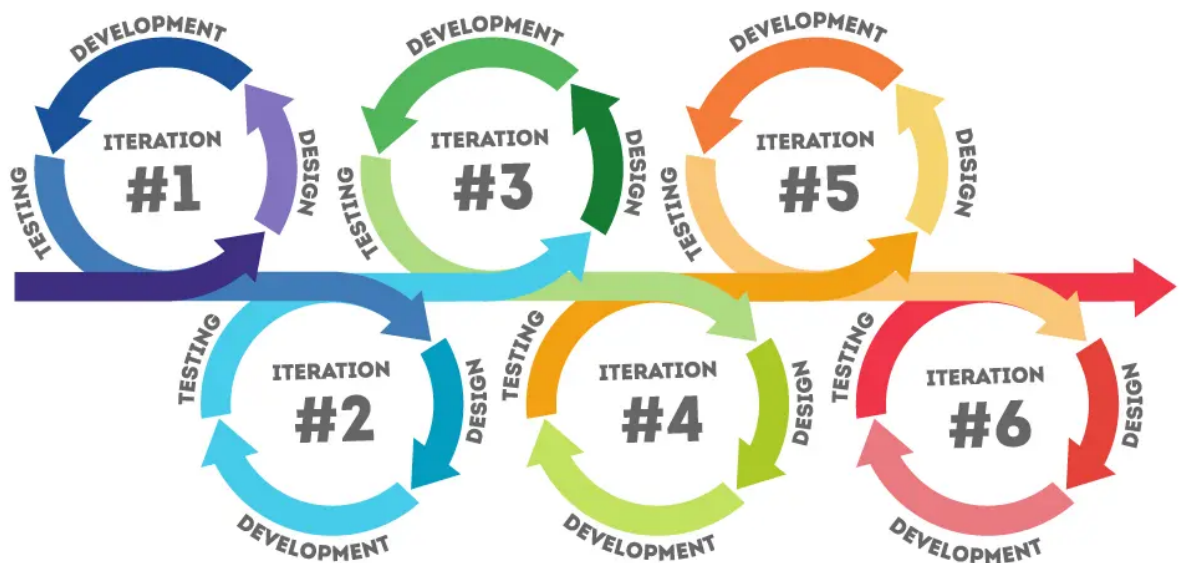 DEVELOPMENT
ITERATION
#1
DESIGN
TESTING
DEVELOPMENT
ITERATION
#3
DESIGN
TESTING
DEVELOPMENT
ITERATION
#5
DESIGN
TESTING
TESTING
ITERATION
#2
DESIGN
DEVELOPMENT
TESTING
ITERATION
#4
DESIGN
DEVELOPMENT
TESTING
ITERATION
#6
DESIGN
DEVELOPMENT